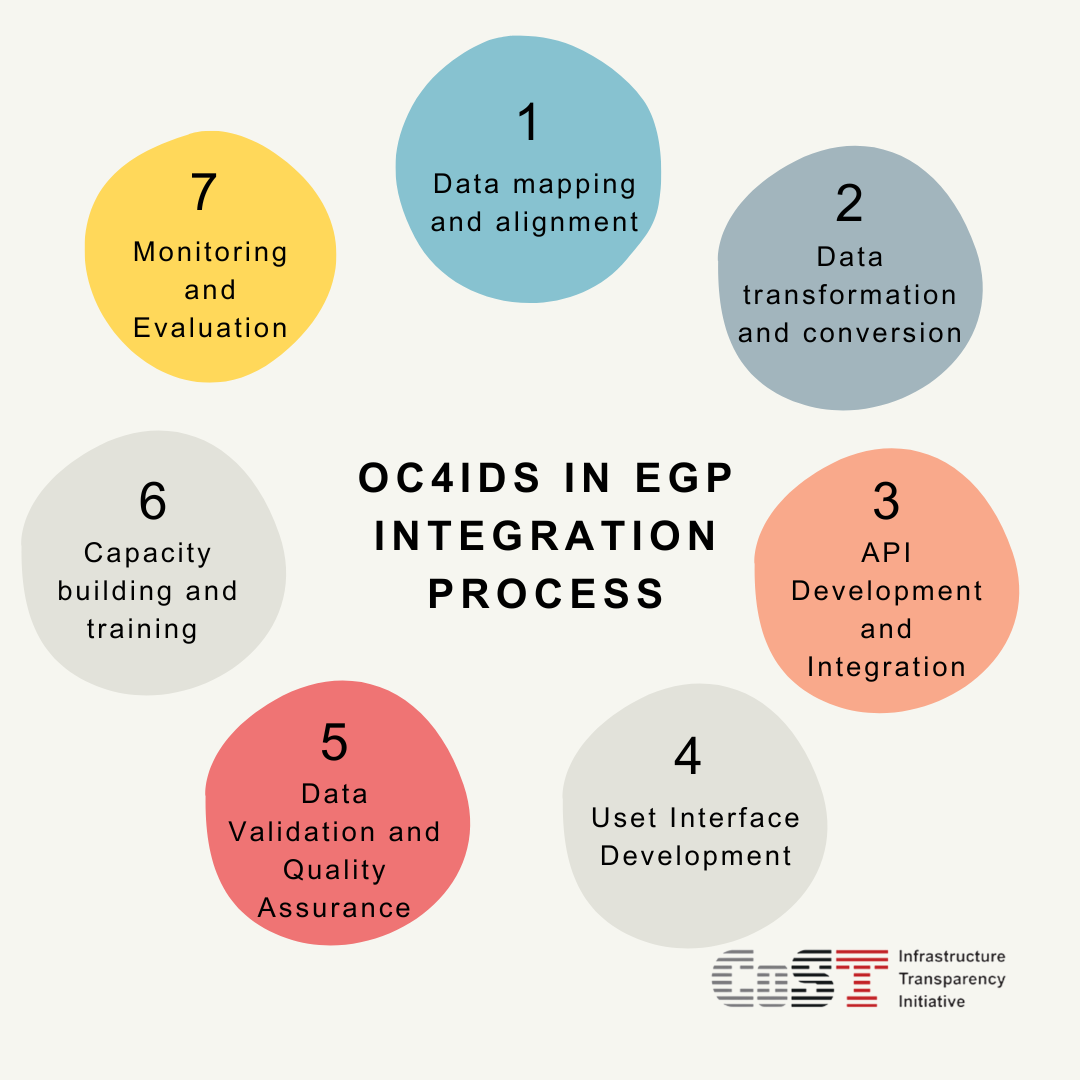 1
Data mapping
and alignment
2
Data
transformation
and conversion
3
API
Development
and
Integration
4
Uset Interface
Development
5
Data
Validation and
Quality
Assurance
6
Capacity
building and
training
7
Monitoring
and
Evaluation
OC4IDS IN EGP
INTEGRATION
PROCESS
CoST
Infrastructure
Transparency
Initiative